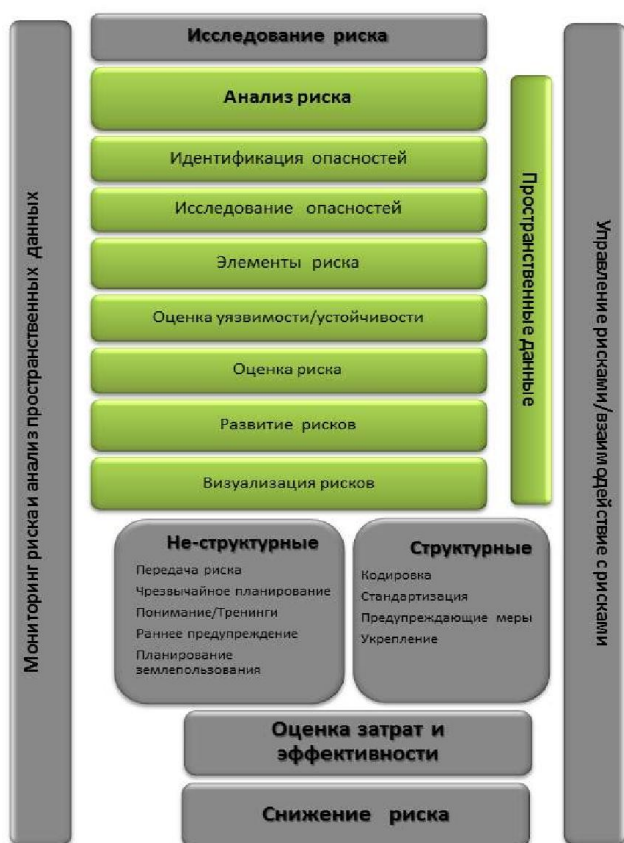 Мониторинг риска и анализ пространственных данных
Исследование риска
Анализ риска
Идентификация опасностей
Исследование опасностей
Элементы риска
Оценка уязвимости/устойчивости
Оценка риска
Развитие рисков
Визуализация рисков
Пространственные данные
Управление рисками/взаимодействие с рисками
Не-структурные
Передача риска
Чрезвычайное планирование
Понимание/Тренинги
Раннее предупреждение
Планирование
землепользования
Структурные
Кодировка
Стандартизация
Предупреждающие меры
Укрепление
Оценка затрат и
эффективности
Снижение риска